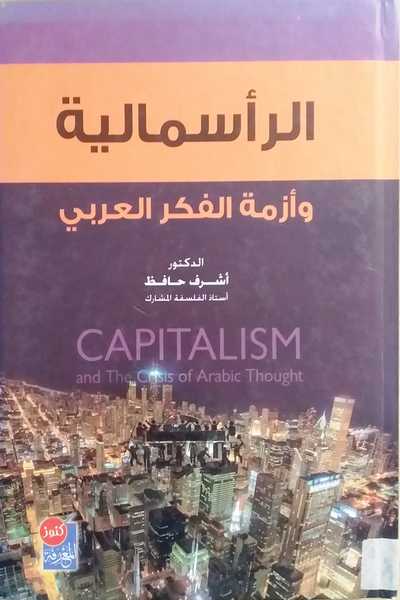 الرأسمالية
وأزمة الفكر العربي
الدكتور
أشرف حافظ
أستاذ الفلسفة المشارك
CAPITALISM
and The Crisis of Arabic Thought
كنوز
المعرفة